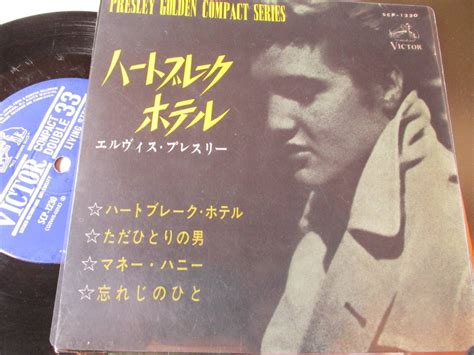 PRESLEY GOLDEN COMPACT SERIES
SCP-1230
VICTOR
ハートブレーク
ホテル
エルヴィス・プレスリー
☆ハートブレーク・ホテル
☆ただひとりの男
☆マネー・ハニー
☆忘れじのひと
VICTOR
COMPACT 33
DOUBLE
LIVING
SCP-1230